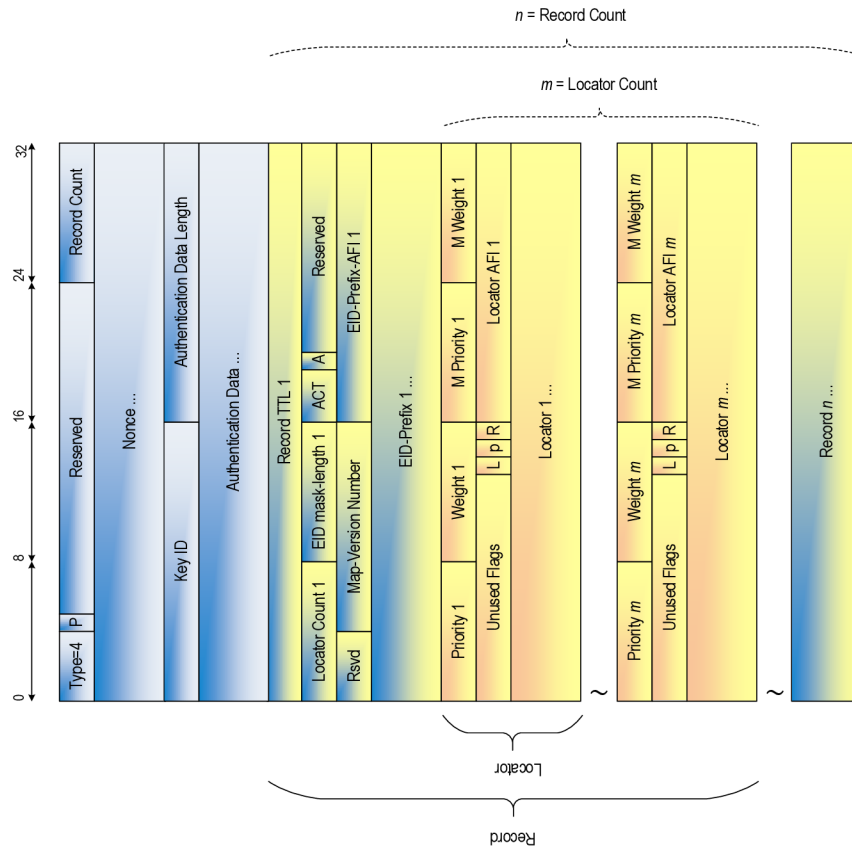 n = Record Count
m = Locator Count
0 8 16 24 32
Type=4 P Reserved Record Count
Nonce ...
Key ID Authentication Data Length
Authentication Data ...
Record TTL 1
Locator Count 1 EID mask-length 1 ACT A Reserved
Rsvd Map-Version Number EID-Prefix-AFI 1
EID-Prefix 1 ...
Priority 1 Weight 1 M Priority 1 M Weight 1
Unused Flags L p R Locator AFI 1
Locator 1 ...
~
Priority m Weight m M Priority m M Weight m
Unused Flags L p R Locator AFI m
Locator m ...
~
Record n ...
Locator
Record